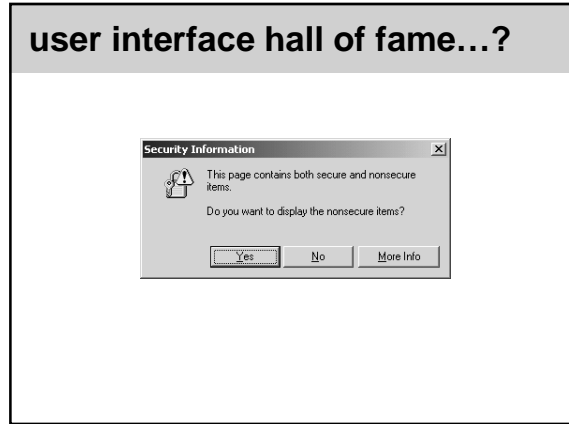 user interface hall of fame…?
Security Information
This page contains both secure and nonsecure
items.
Do you want to display the nonsecure items?
Yes
No
More Info